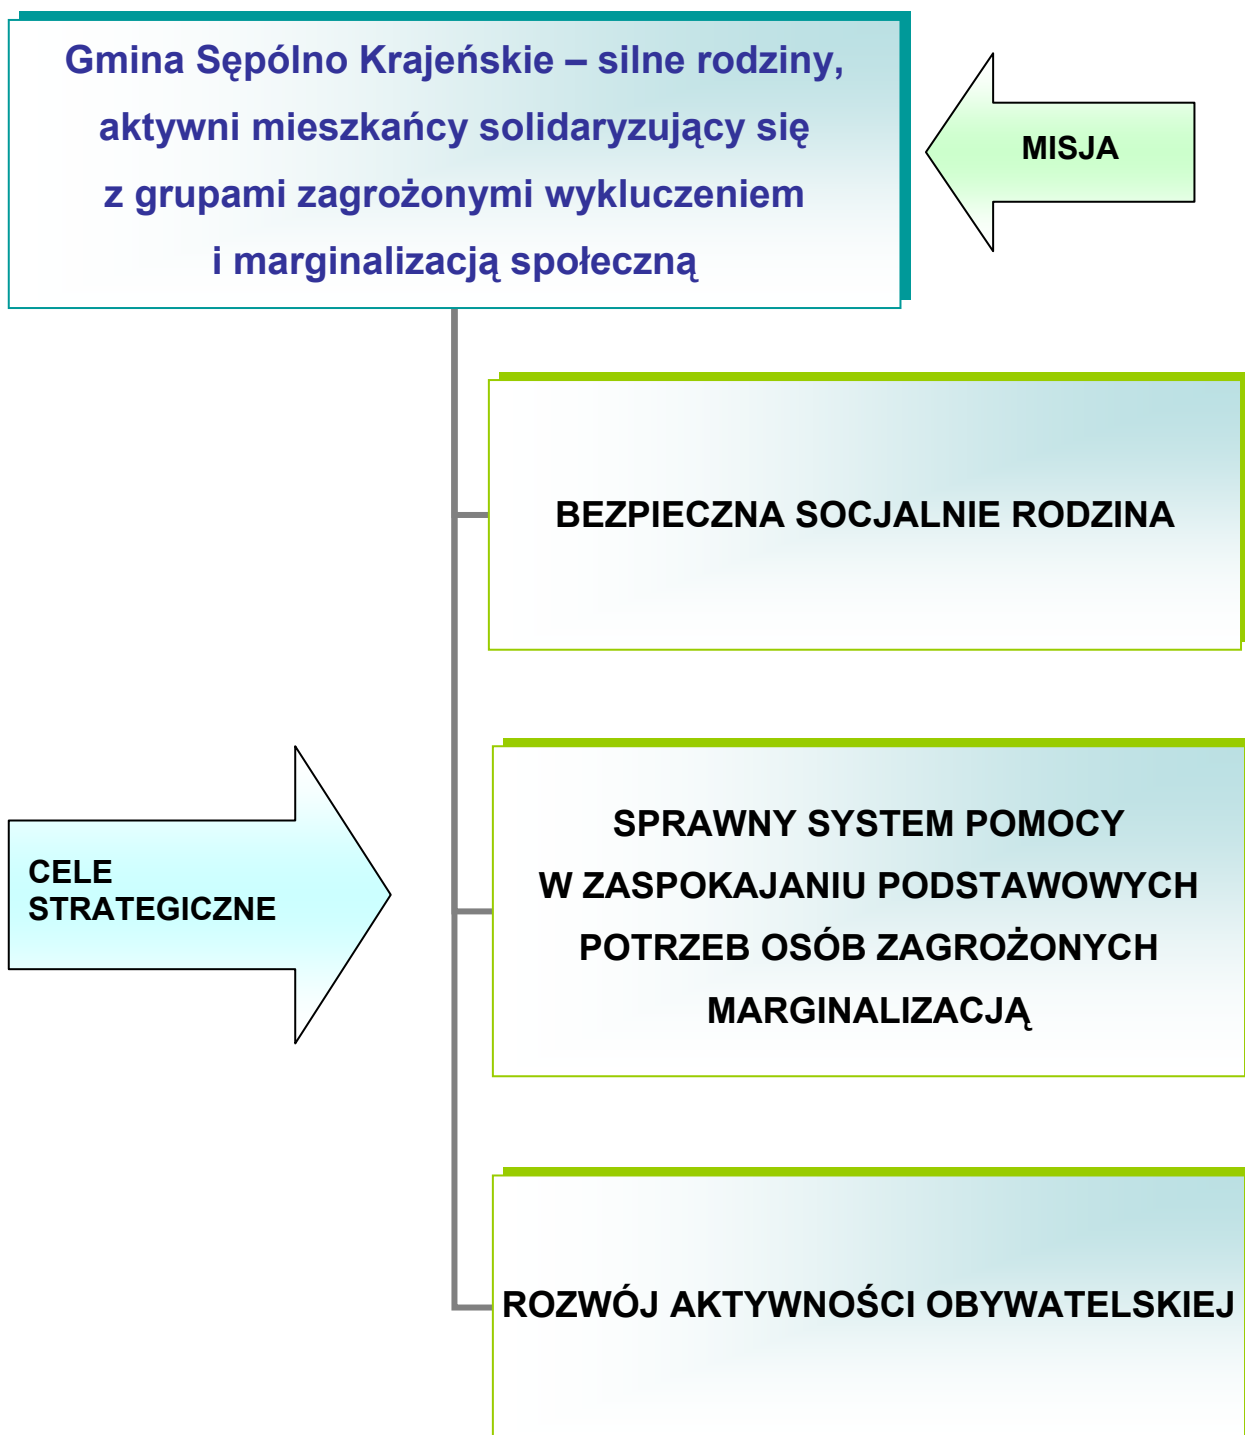 Gmina Sępólno Krajeńskie – silne rodziny,
aktywni mieszkańcy solidaryzujący się
z grupami zagrożonymi wykluczeniem
i marginalizacją społeczną
MISJA
BEZPIECZNA SOCJALNIE RODZINA
CELE
STRATEGICZNE
SPRAWNY SYSTEM POMOCY
W ZASPOKAJANIU PODSTAWOWYCH
POTRZEB OSÓB ZAGROŻONYCH
MARGINALIZACJĄ
ROZWÓJ AKTYWNOŚCI OBYWATELSKIEJ